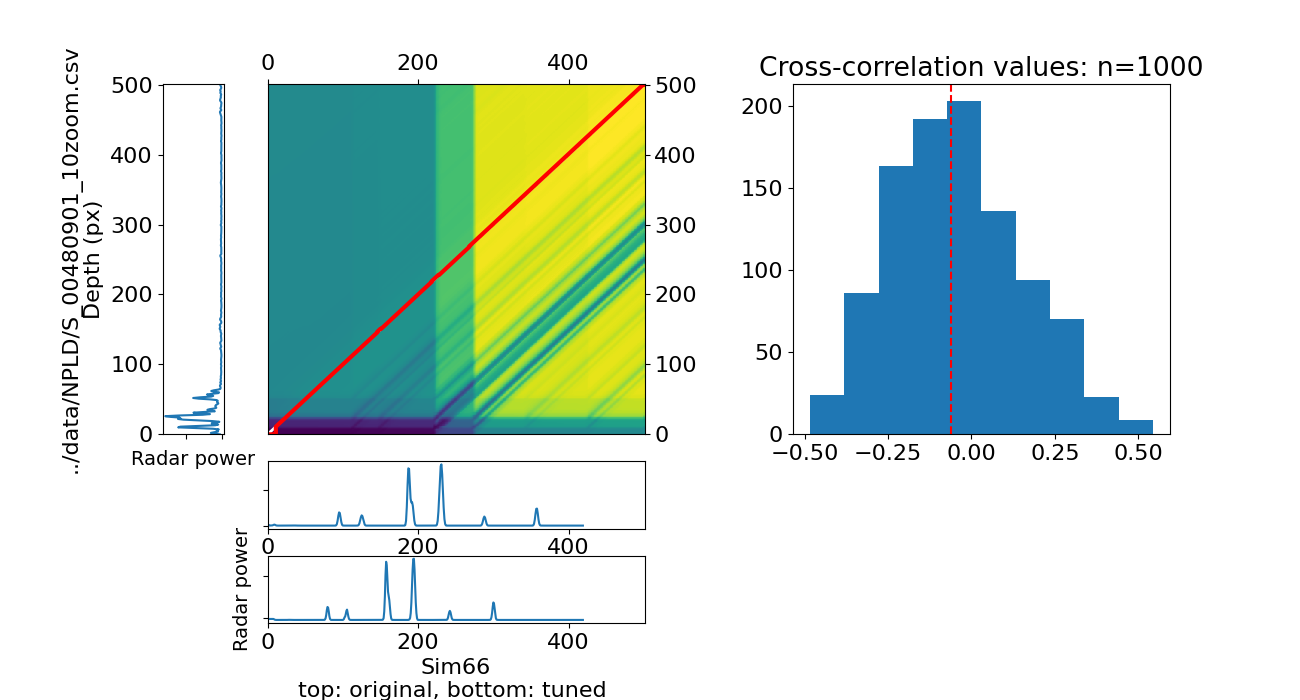 ../data/NPLD/S_00480901_10zoom.csv
Depth (px)
500
400
300
200
100
0
Radar power
0 200 400
500
400
300
200
100
0
0 200 400
Radar power
0 200 400
Sim66
top: original, bottom: tuned
Cross-correlation values: n=1000
200
150
100
50
0
−0.50 −0.25 0.00 0.25 0.50